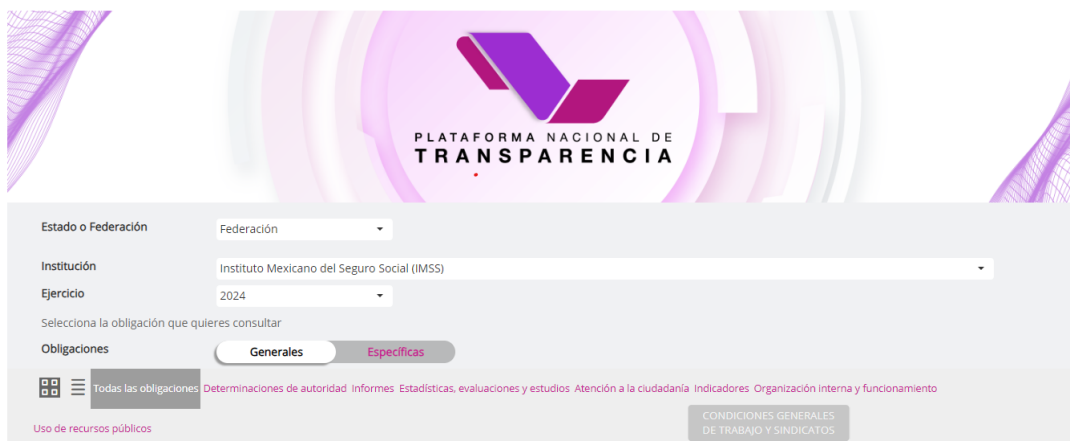 PLATAFORMA NACIONAL DE
TRANSPARENCIA
Estado o Federación
Federación
Institución
Instituto Mexicano del Seguro Social (IMSS)
Ejercicio
2024
Selecciona la obligación que quieres consultar
Obligaciones
Generales
Específicas
Todas las obligaciones Determinaciones de autoridad Informes Estadísticas, evaluaciones y estudios Atención a la ciudadanía Indicadores Organización interna y funcionamiento
CONDICIONES GENERALES
DE TRABAJO Y SINDICATOS
Uso de recursos públicos